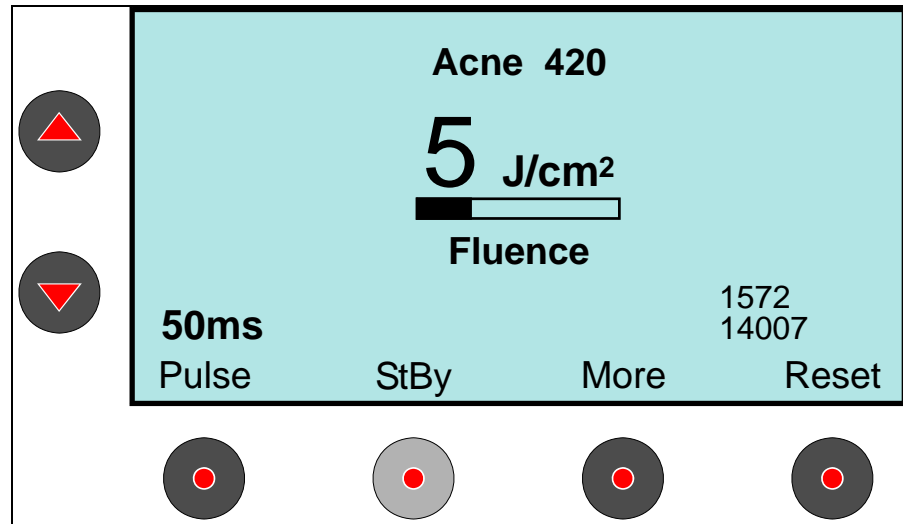 Acne 420
5 J/cm²
Fluence
1572
50ms 14007
Pulse StBy More Reset